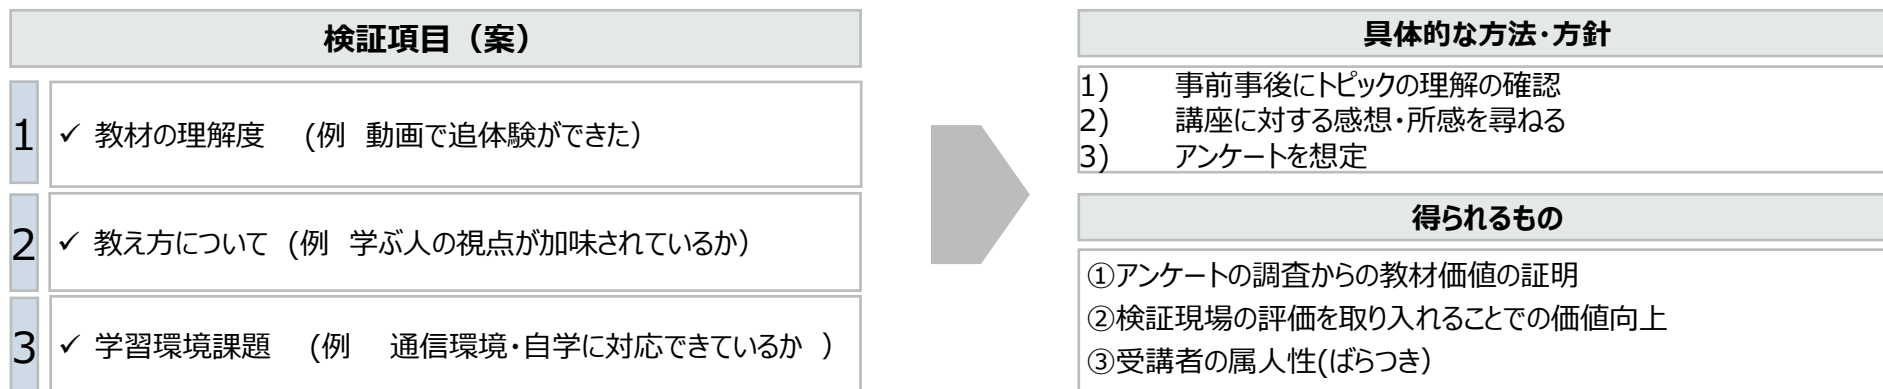 検証項目（案）
1
✓ 教材の理解度 (例 動画で追体験ができた)
2
✓ 教え方について (例 学ぶ人の視点が加味されているか)
3
✓ 学習環境課題 (例 通信環境・自学に対応できているか )
具体的な方法・方針
1) 事前事後にトピックの理解の確認
2) 講座に対する感想・所感を尋ねる
3) アンケートを想定
得られるもの
①アンケートの調査からの教材価値の証明
②検証現場の評価を取り入れることでの価値向上
③受講者の属人性(ばらつき)